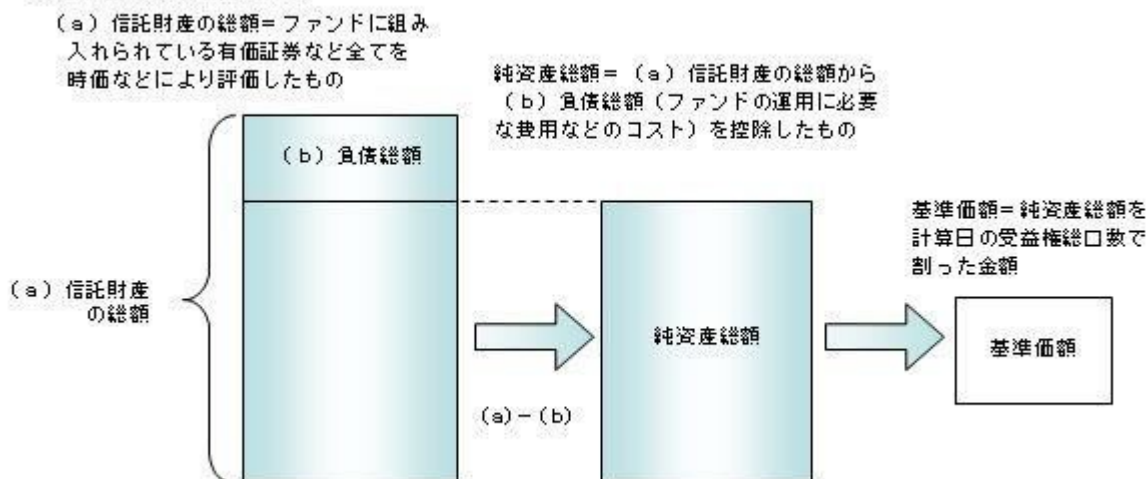 (a)信託財産の総額=ファンドに組み
入れられている有価証券など全てを
時価などにより評価したもの
純資産総額=(a)信託財産の総額から
(b)負債総額(ファンドの運用に必要
な費用などのコスト)を控除したもの
(b)負債総額
基準価額=純資産総額を
計算日の受益権総口数で
割った金額
(a)信託財産
の総額
純資産総額
基準価額
(a)-(b)